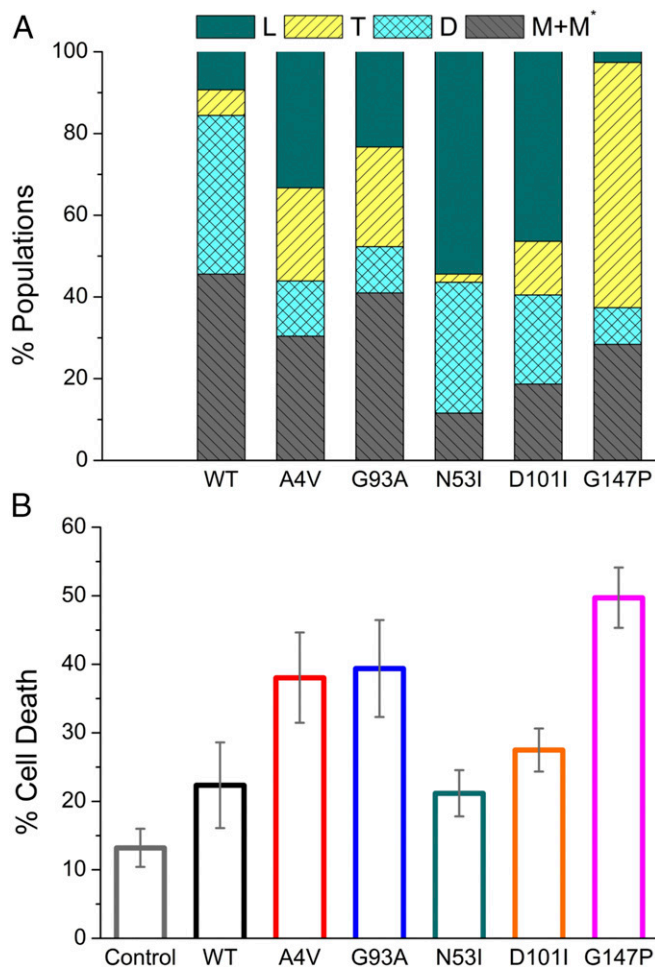 A
L T D M+M*
100
80
60
40
20
0
% Populations
WT A4V G93A N53I D101I G147P
B
60
50
40
30
20
10
0
% Cell Death
Control WT A4V G93A N53I D101I G147P